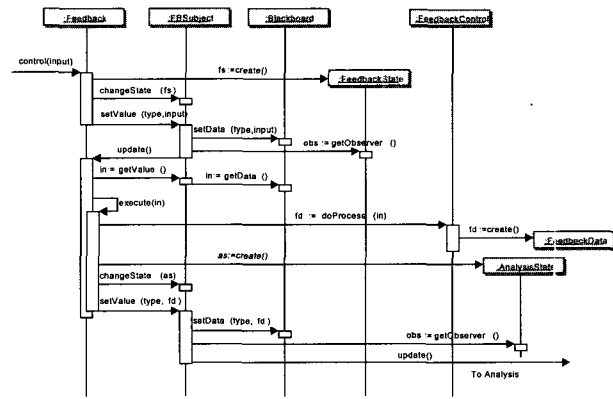 :Feedback
:FBSubject
:Blackboard
:FeedbackControl
control(input)
fs :=create()
:FeedbackState
changeState (fs)
setValue (type,input)
setData (type,input)
obs := getObserver ()
update()
in:= getValue ()
in:= getData ()
execute(in)
fd := doProcess (in)
fd :=create()
:FeedbackData
as:=create()
:AnalysisState
changeState (as)
setValue (type, fd )
setData (type, fd )
obs := getObserver ()
update()
To Analysis